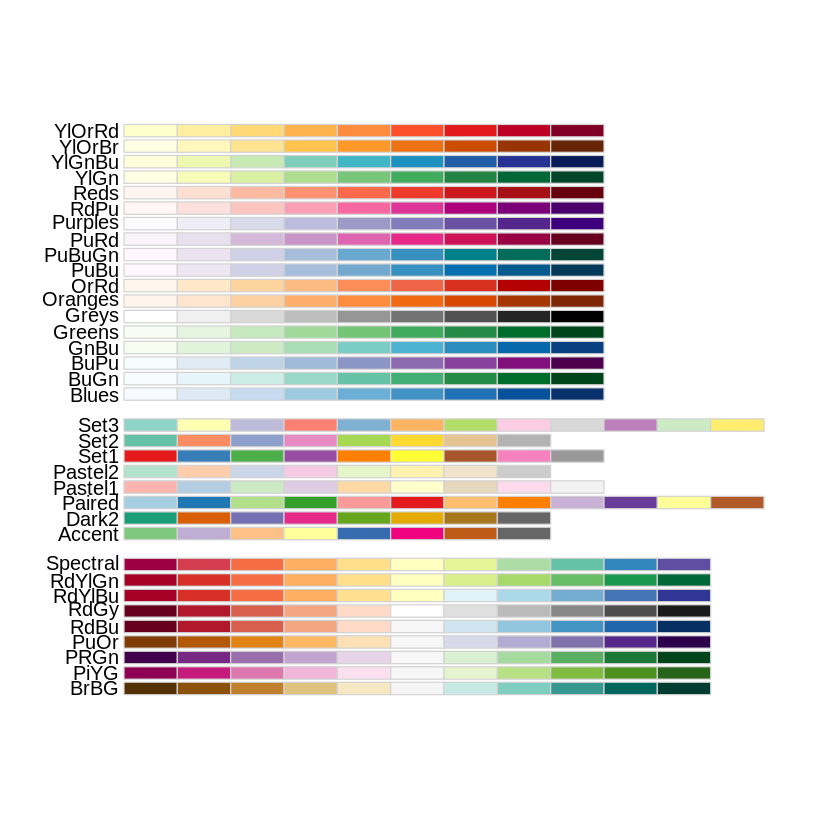 YlOrRd
YlOrBr
YlGnBu
YlGn
Reds
RdPu
Purples
PuRd
PuBuGn
PuBu
OrRd
Oranges
Greys
Greens
GnBu
BuPu
BuGn
Blues
Set3
Set2
Set1
Pastel2
Pastel1
Paired
Dark2
Accent
Spectral
RdYlGn
RdYlBu
RdGy
RdBu
PuOr
PRGn
PiYG
BrBG